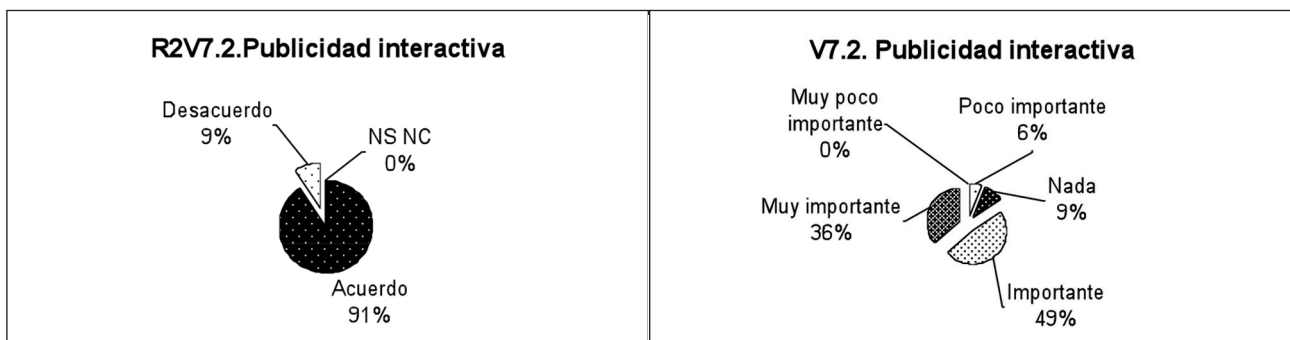 R2V7.2.Publicidad interactiva
Desacuerdo
9%
NS NC
0%
Acuerdo
91%
V7.2. Publicidad interactiva
Muy poco
importante
0%
Poco importante
6%
Nada
9%
Muy importante
36%
Importante
49%